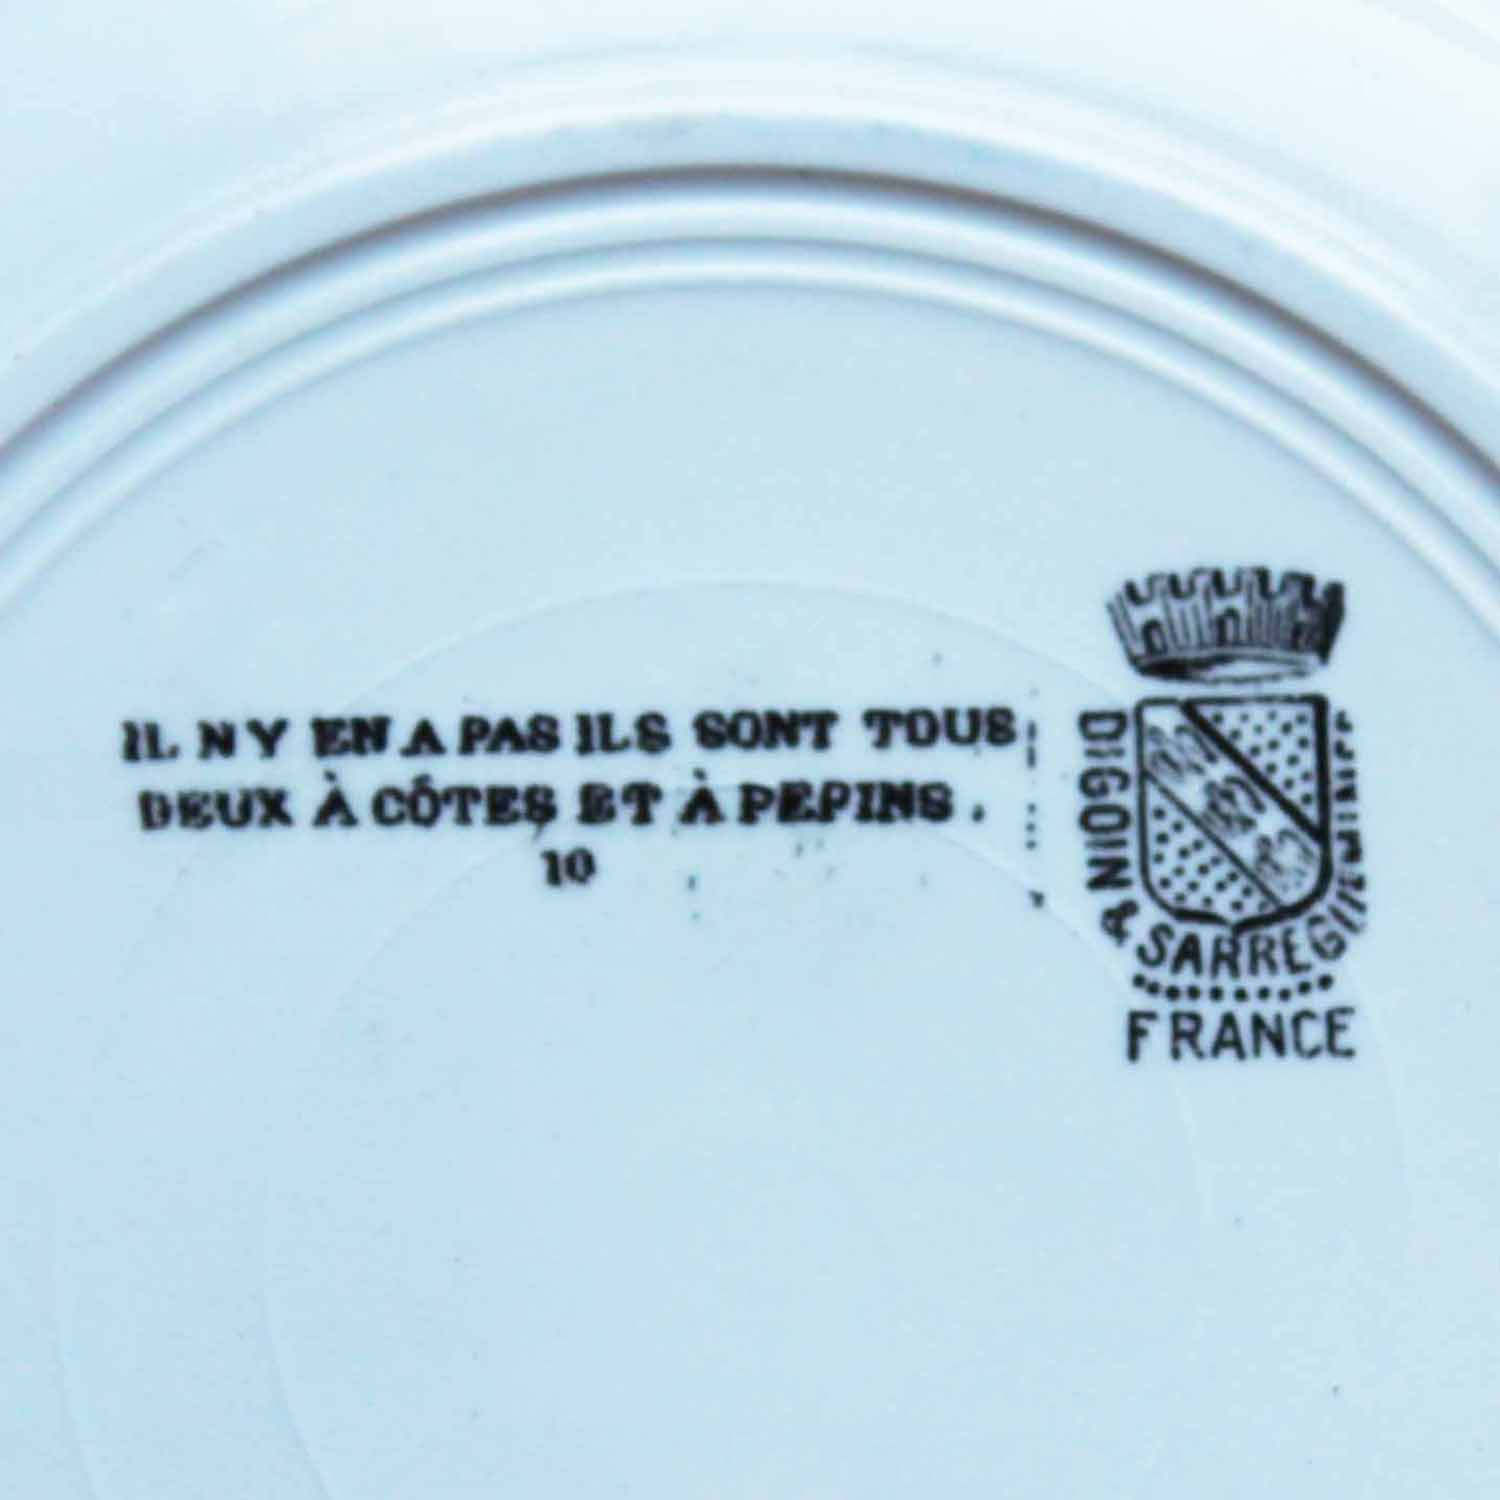 IL N Y EN A PAS ILS SONT TOUS
DEUX À CÔTES ET À PEPINS .
10
DIGOIN & SARREGUEMINES
FRANCE